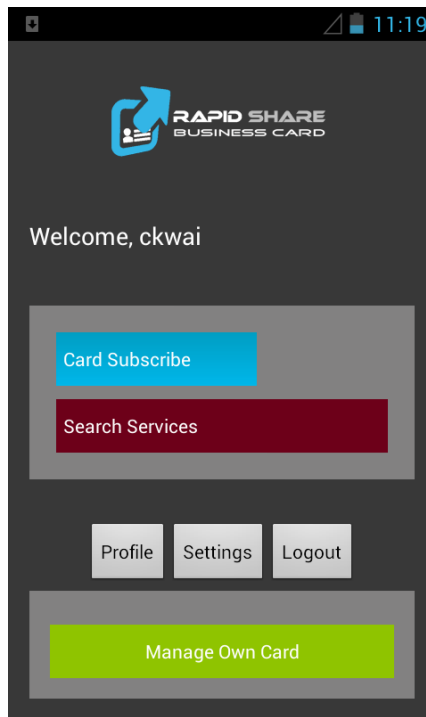 11:19
RAPID SHARE
BUSINESS CARD
Welcome, ckwai
Card Subscribe
Search Services
Profile Settings Logout
Manage Own Card